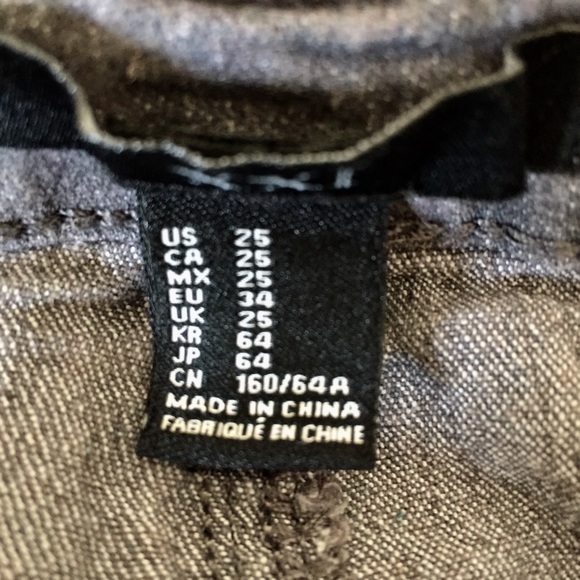 US 25
CA 25
MX 25
EU 34
UK 25
KR 64
JP 64
CN 160/64A
MADE IN CHINA
FABRIQUÉ EN CHINE